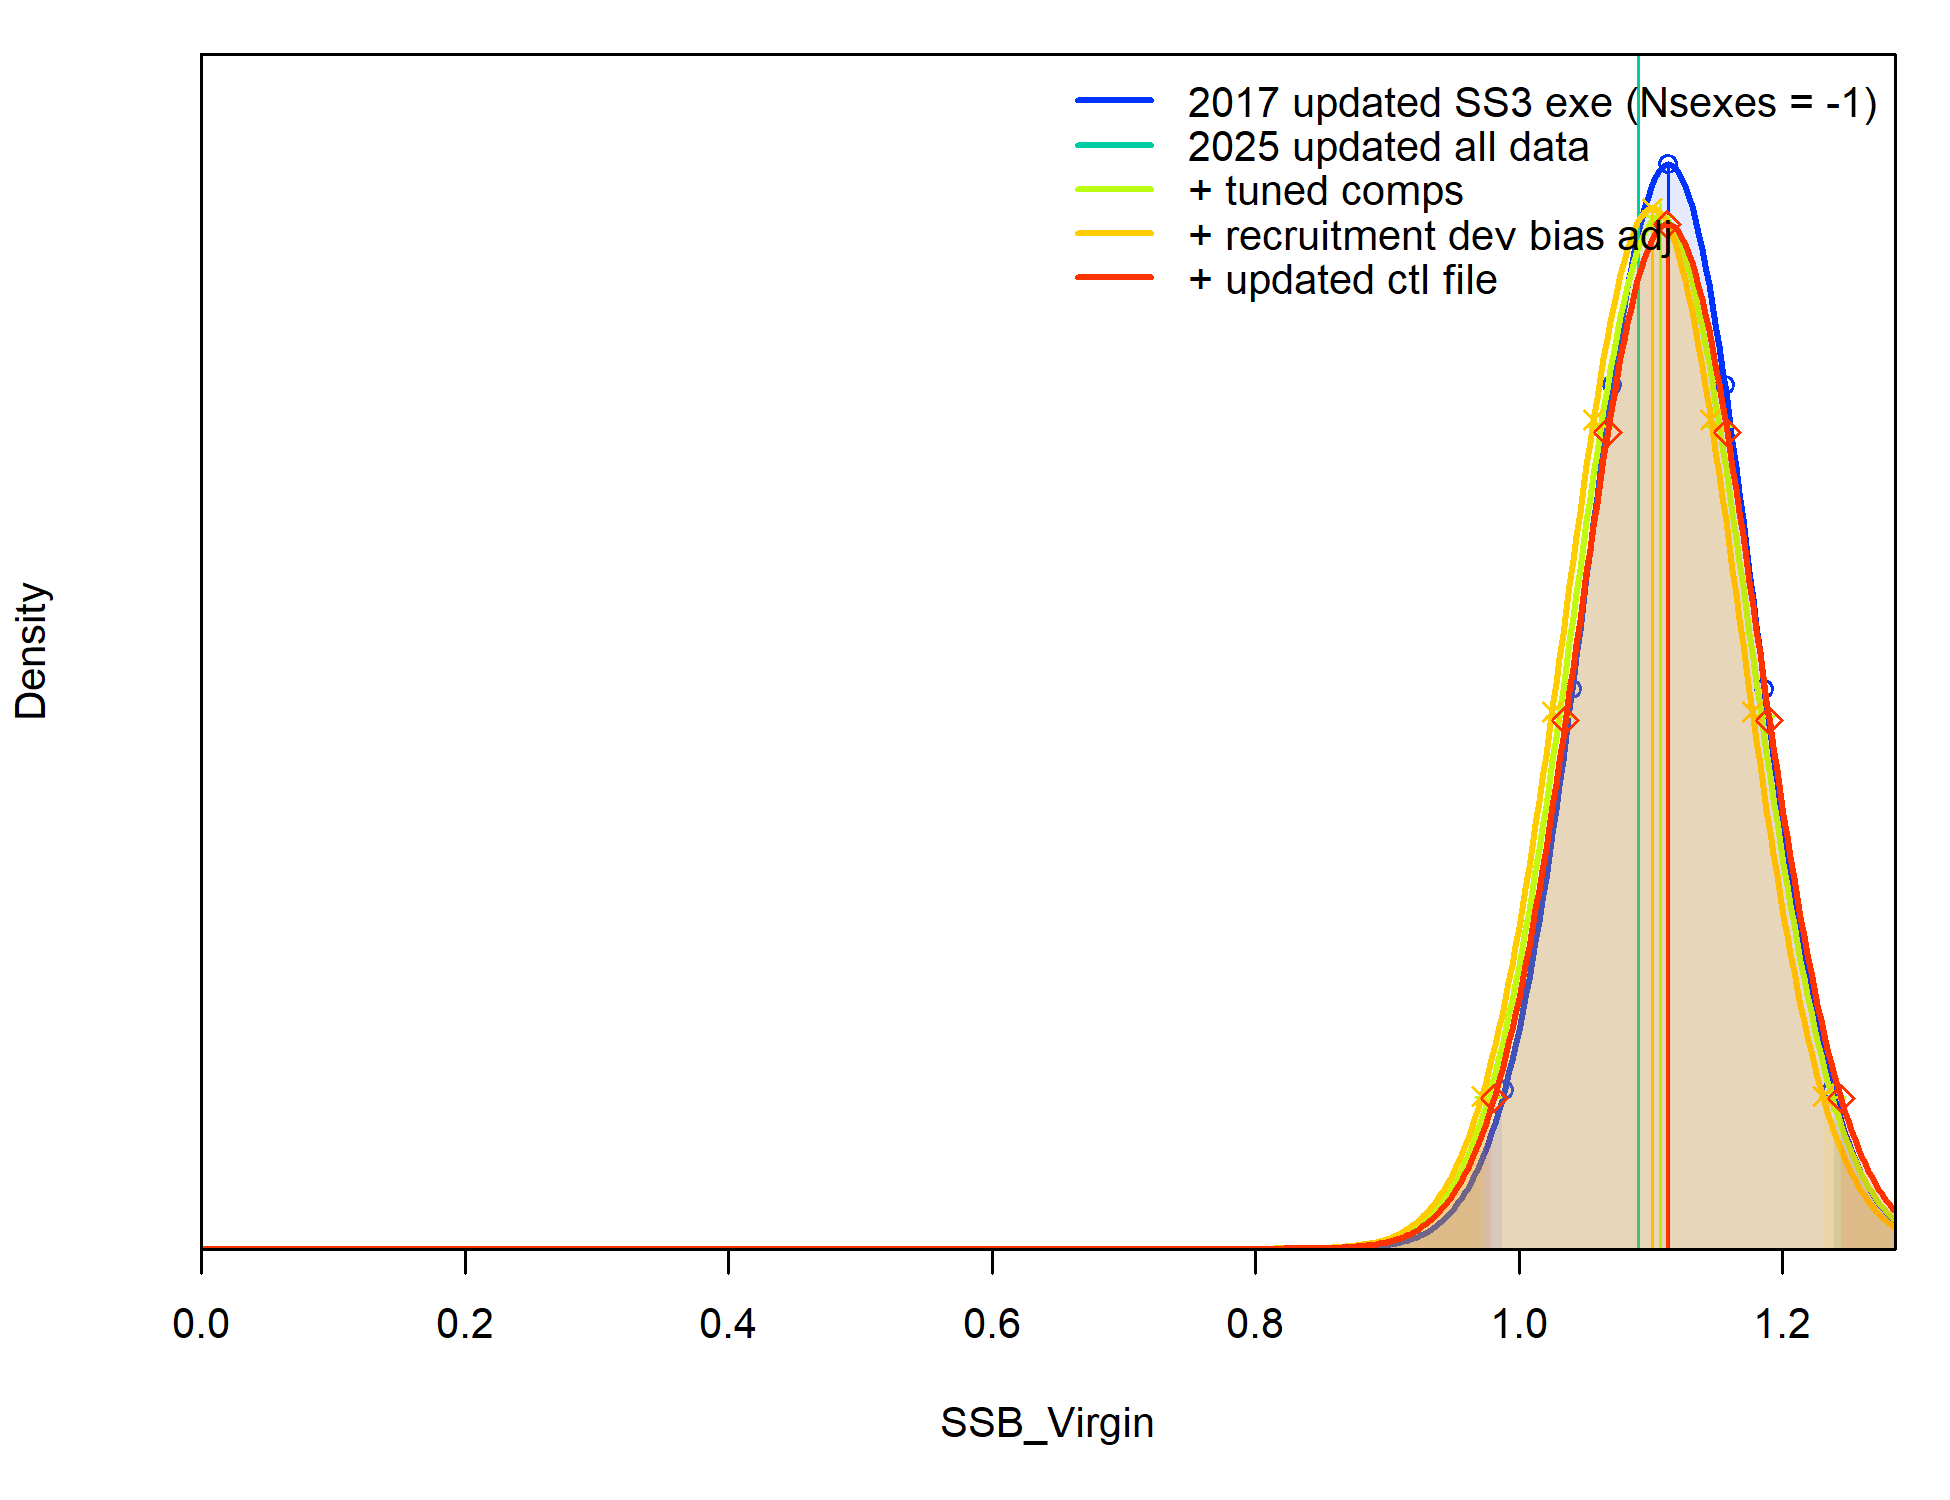 2017 updated SS3 exe (Nsexes = -1)
2025 updated all data
+ tuned comps
+ recruitment dev bias adj
+ updated ctl file
Density
0.0 0.2 0.4 0.6 0.8 1.0 1.2
SSB_Virgin